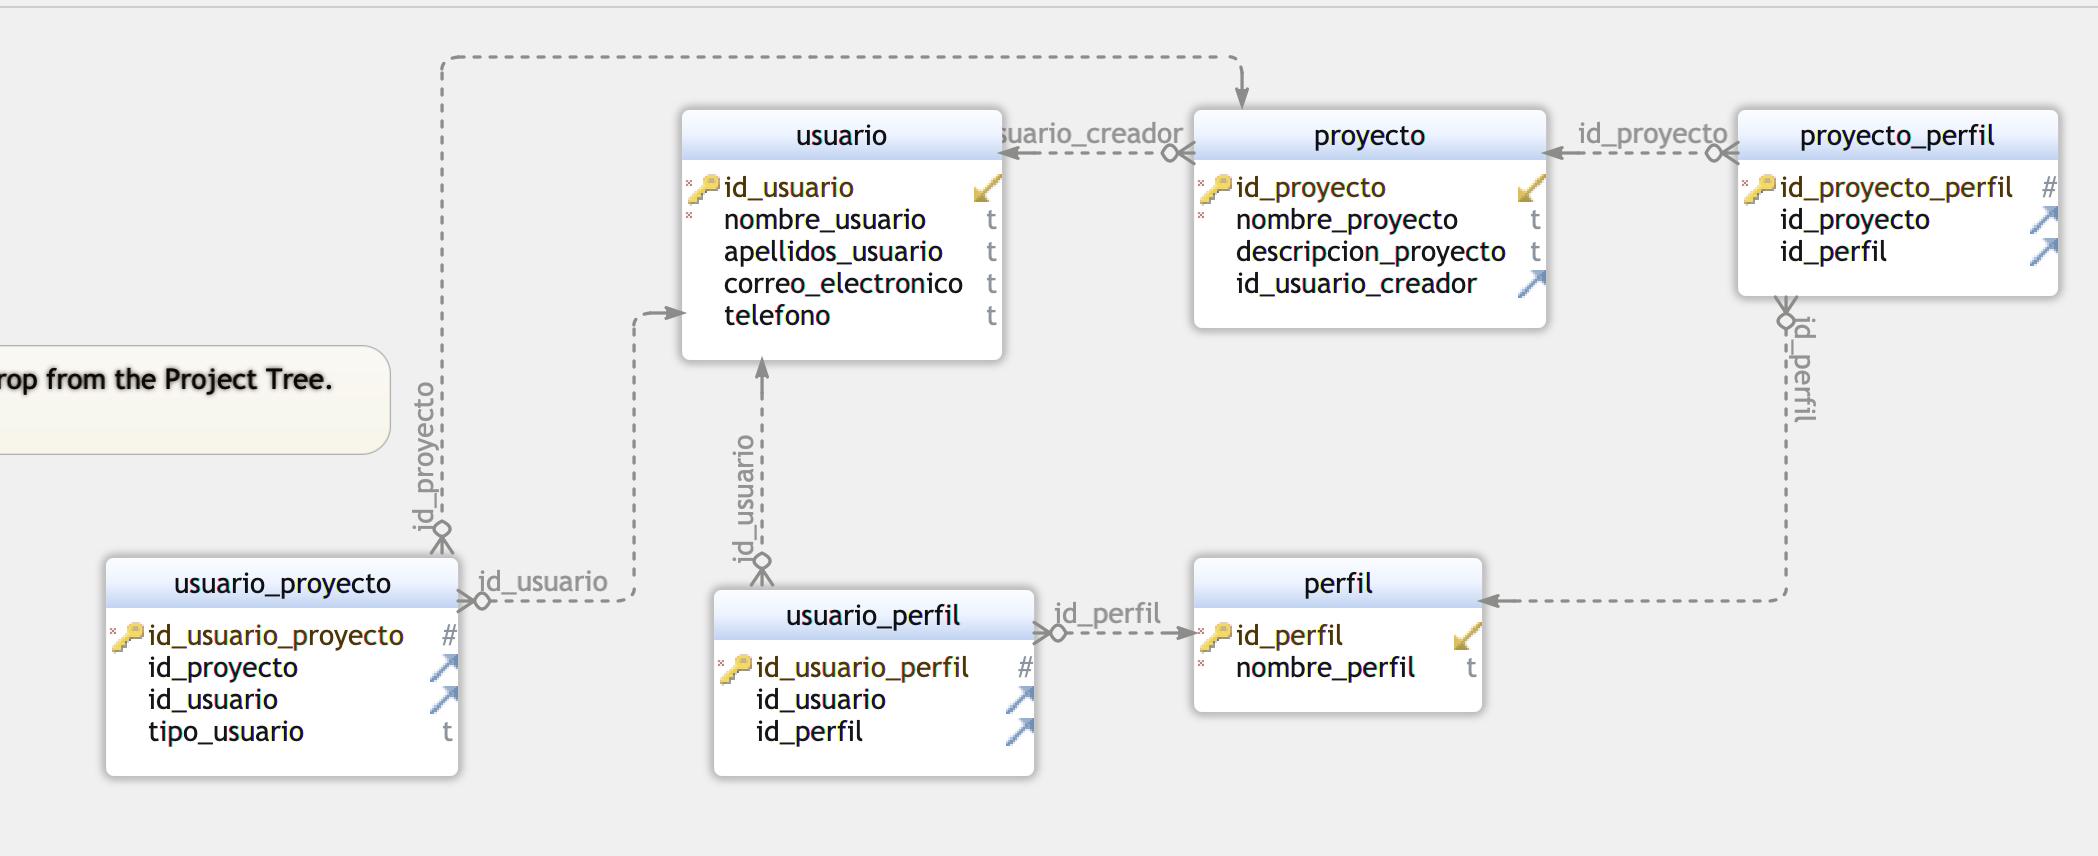 usuario
id_usuario
nombre_usuario t
apellidos_usuario t
correo_electronico t
telefono t
suario_creador
proyecto
id_proyecto
nombre_proyecto t
descripcion_proyecto t
id_usuario_creador
id_proyecto
proyecto_perfil
id_proyecto_perfil #
id_proyecto
id_perfil
id_perfil
rop from the Project Tree.
id_proyecto
id_usuario
usuario_proyecto
id_usuario_proyecto #
id_proyecto
id_usuario
tipo_usuario t
id_usuario
usuario_perfil
id_usuario_perfil #
id_usuario
id_perfil
id_perfil
perfil
id_perfil
nombre_perfil t